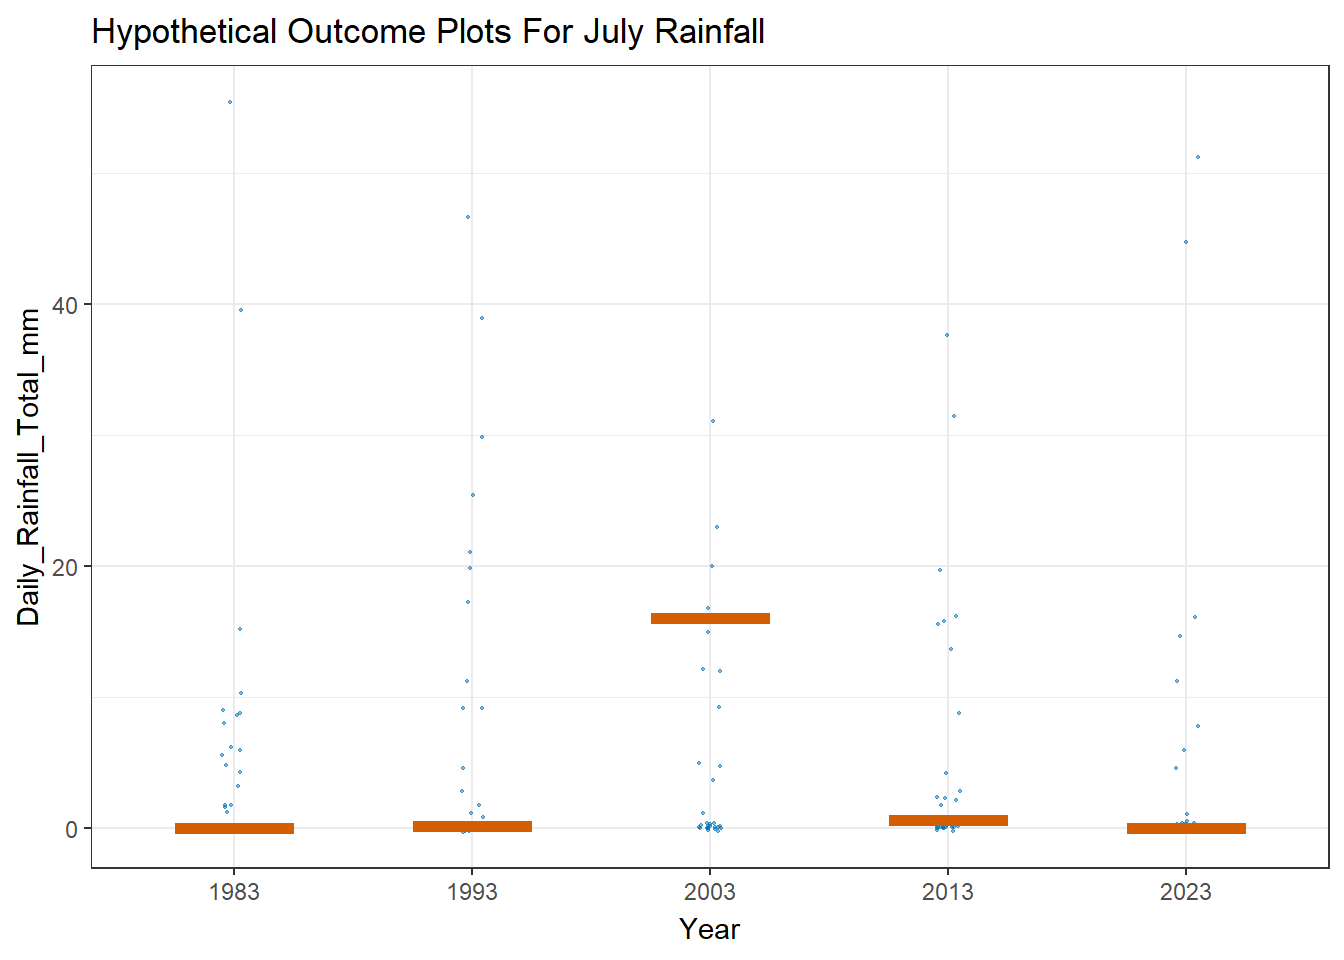 Hypothetical Outcome Plots For July Rainfall
Daily_Rainfall_Total_mm
40
20
0
1983 1993 2003 2013 2023
Year